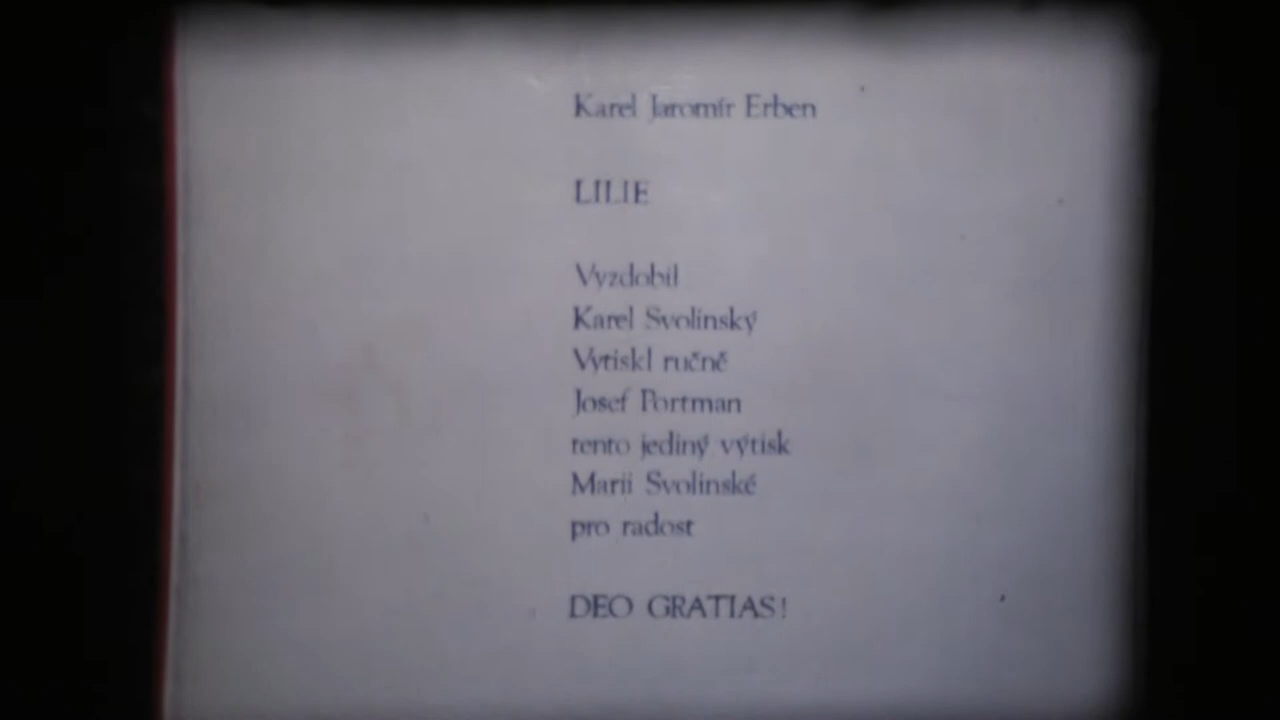 Karel Jaromír Erben
LILIE
Vyzdobil
Karel Svolinský
Vytiskl ručně
Josef Portman
tento jediný výtisk
Marii Svolinské
pro radost
DEO GRATIAS!